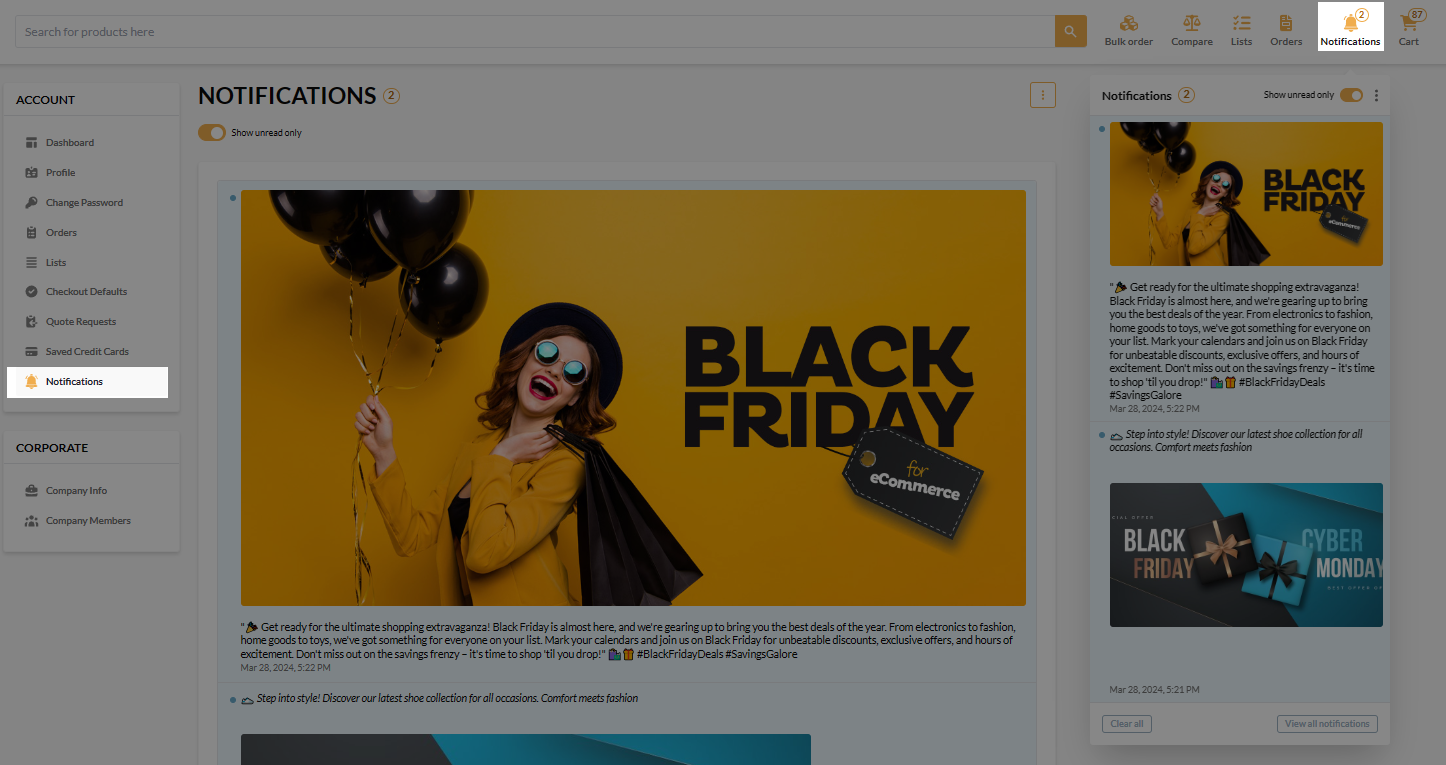 Search for products here
Bulk order
Compare
Lists
Orders
2
Notifications
87
Cart
ACCOUNT
Dashboard
Profile
Change Password
Orders
Lists
Checkout Defaults
Quote Requests
Saved Credit Cards
Notifications
CORPORATE
Company Info
Company Members
NOTIFICATIONS 2
Show unread only
BLACK
FRIDAY
for
eCommerce
"🎉 Get ready for the ultimate shopping extravaganza! Black Friday is almost here, and we're gearing up to bring you the best deals of the year. From electronics to fashion,
home goods to toys, we've got something for everyone on your list. Mark your calendars and join us on Black Friday for unbeatable discounts, exclusive offers, and hours of
excitement. Don't miss out on the savings frenzy – it's time to shop 'til you drop!" 🛍️🎁 #BlackFridayDeals #SavingsGalore
Mar 28, 2024, 5:22 PM
👟 Step into style! Discover our latest shoe collection for all occasions. Comfort meets fashion
Notifications 2
Show unread only
BLACK
FRIDAY
for
eCommerce
"🎉 Get ready for the ultimate shopping extravaganza!
Black Friday is almost here, and we're gearing up to bring
you the best deals of the year. From electronics to fashion,
home goods to toys, we've got something for everyone on
your list. Mark your calendars and join us on Black Friday
for unbeatable discounts, exclusive offers, and hours of
excitement. Don't miss out on the savings frenzy – it's time
to shop 'til you drop!" 🛍️🎁 #BlackFridayDeals
#SavingsGalore
Mar 28, 2024, 5:22 PM
👟 Step into style! Discover our latest shoe collection for all
occasions. Comfort meets fashion
CIAL OFFER
BLACK
FRIDAY
CYBER
MONDAY
BEST OFFER OF
Mar 28, 2024, 5:21 PM
Clear all
View all notifications